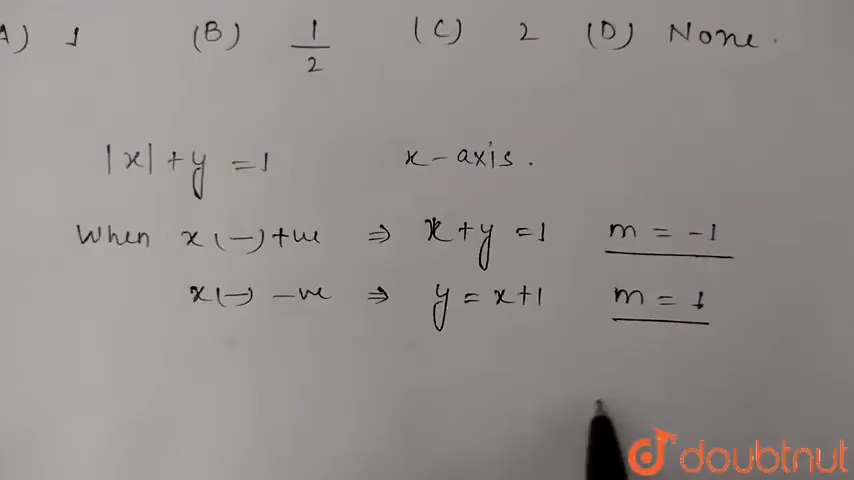 A) 1 (B) 1/2 (C) 2 (D) None.
|x| + y = 1 x-axis.
When x (→) +ve ⇒ x + y = 1 m = -1
x (→) -ve ⇒ y = x + 1 m = 1
doubtnut